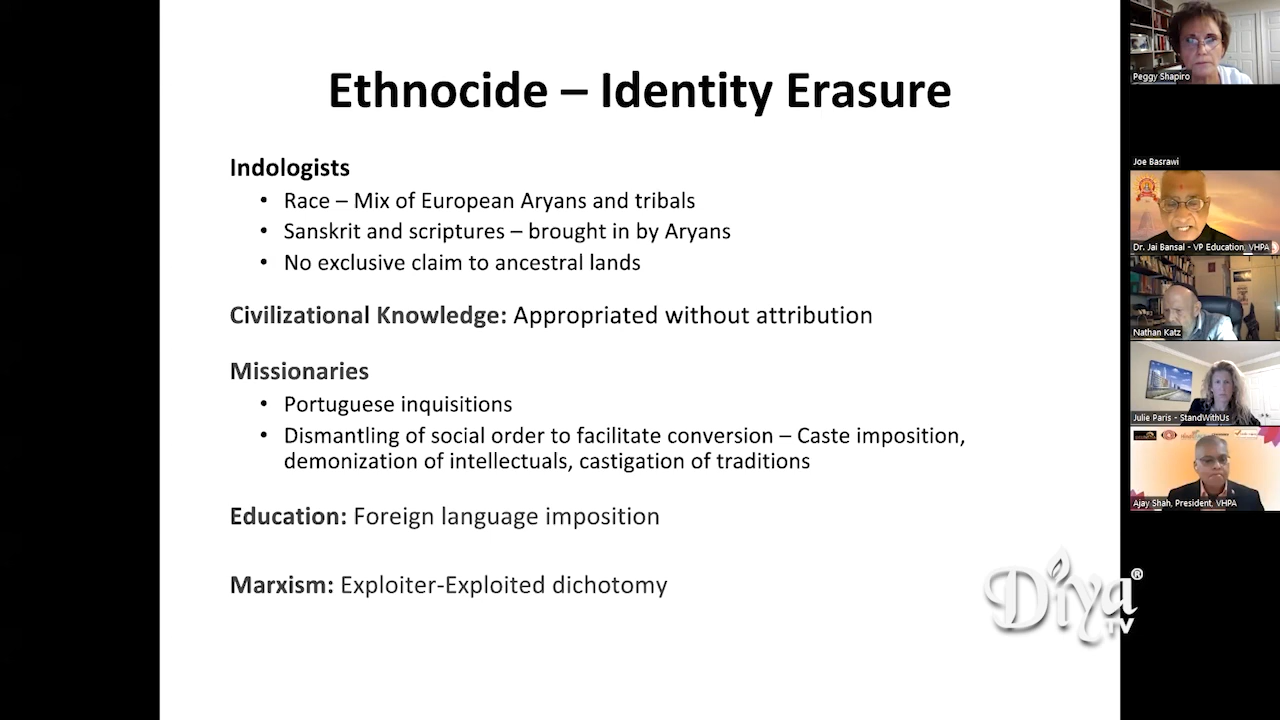 Ethnocide – Identity Erasure
Indologists
• Race – Mix of European Aryans and tribals
• Sanskrit and scriptures – brought in by Aryans
• No exclusive claim to ancestral lands
Civilizational Knowledge: Appropriated without attribution
Missionaries
• Portuguese inquisitions
• Dismantling of social order to facilitate conversion – Caste imposition,
demonization of intellectuals, castigation of traditions
Education: Foreign language imposition
Marxism: Exploiter-Exploited dichotomy
Peggy Shapiro
Joe Basrawi
Dr. Jai Bansal - VP Education, VHPA
Nathan Katz
Julie Paris - StandWithUs
Ajay Shah, President, VHPA
Diya®
TV